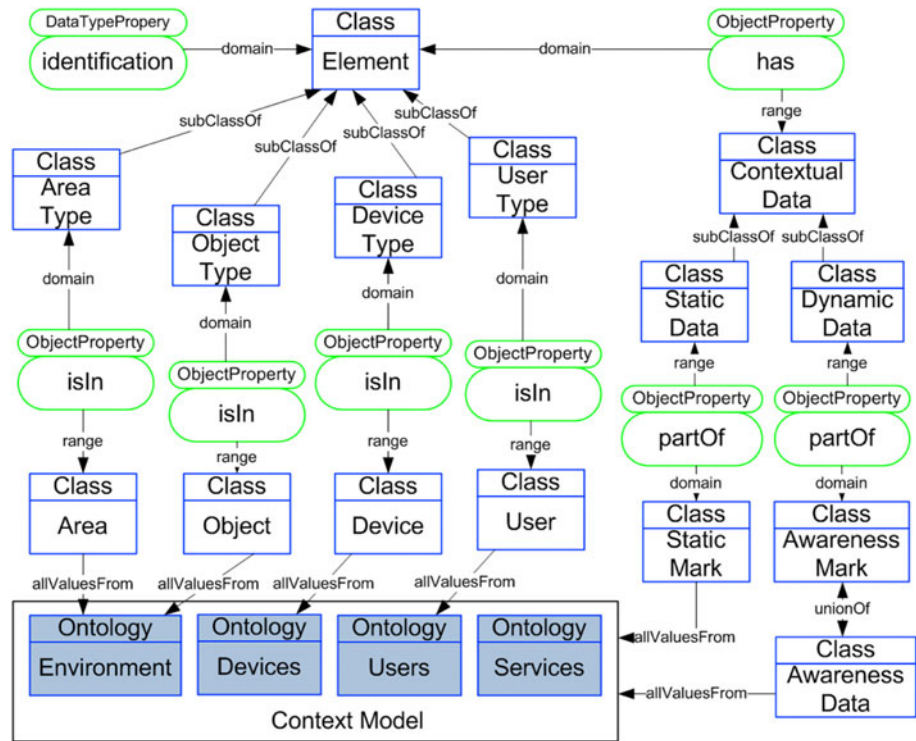 DataTypePropery
identification
domain
Class
Element
domain
ObjectProperty
has
range
subClassOf
subClassOf
subClassOf
subClassOf
Class
Area
Type
Class
Object
Type
Class
Device
Type
Class
User
Type
Class
Contextual
Data
subClassOf
subClassOf
Class
Static
Data
Class
Dynamic
Data
domain
domain
domain
domain
range
range
ObjectProperty
isIn
ObjectProperty
isIn
ObjectProperty
isIn
ObjectProperty
isIn
ObjectProperty
partOf
ObjectProperty
partOf
range
range
range
range
domain
domain
Class
Area
Class
Object
Class
Device
Class
User
Class
Static
Mark
Class
Awareness
Mark
allValuesFrom
allValuesFrom
allValuesFrom
allValuesFrom
unionOf
Ontology
Environment
Ontology
Devices
Ontology
Users
Ontology
Services
allValuesFrom
allValuesFrom
Class
Awareness
Data
Context Model